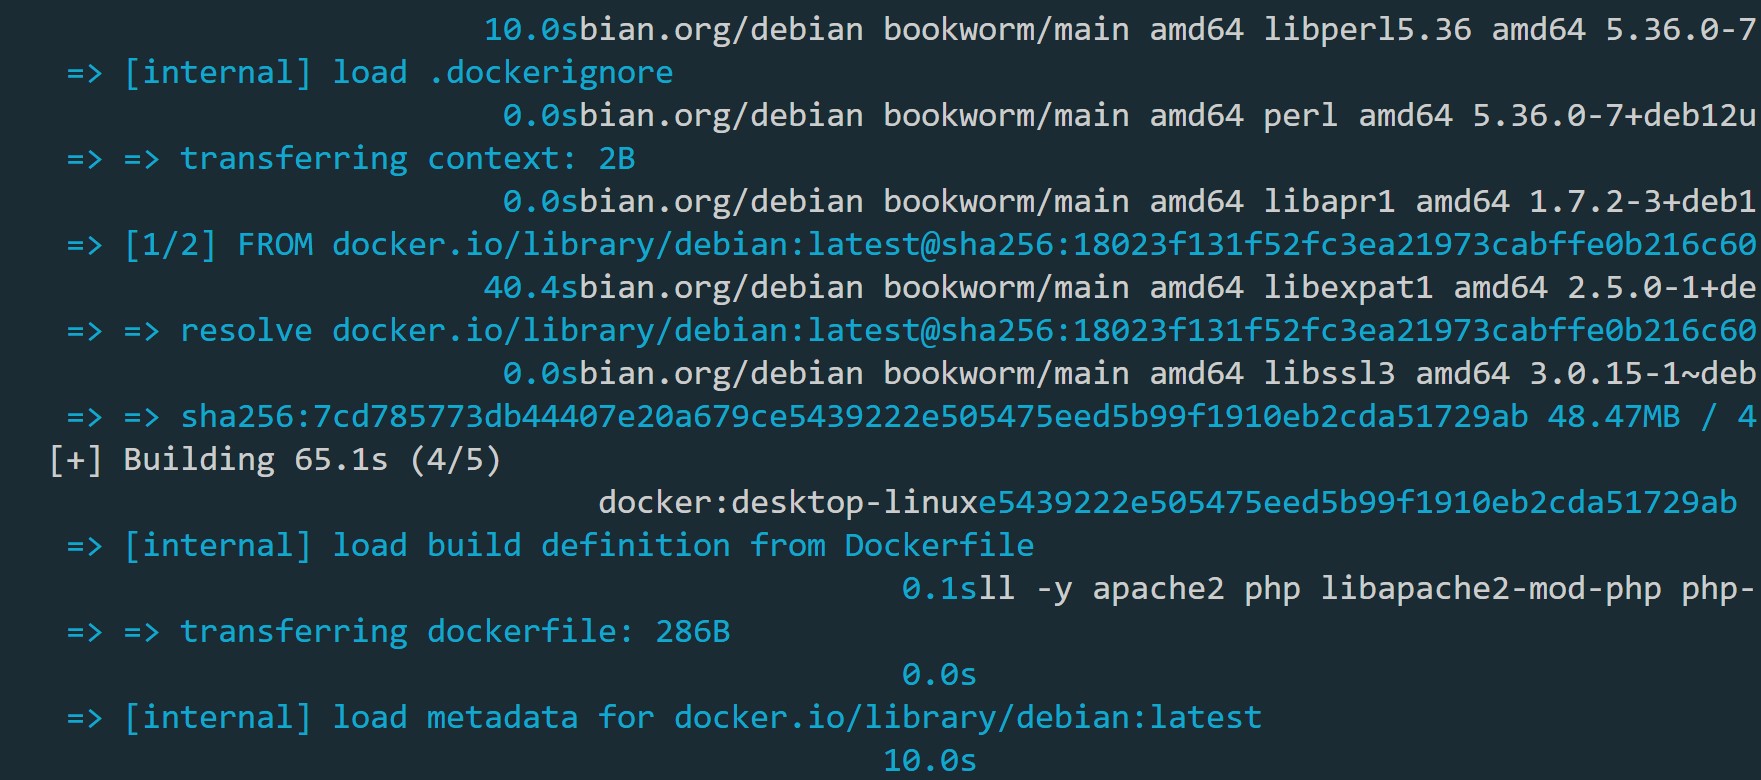 10.0sbian.org/debian bookworm/main amd64 libperl5.36 amd64 5.36.0-7
=> [internal] load .dockerignore
0.0sbian.org/debian bookworm/main amd64 perl amd64 5.36.0-7+deb12u
=> => transferring context: 2B
0.0sbian.org/debian bookworm/main amd64 libapr1 amd64 1.7.2-3+deb1
=> [1/2] FROM docker.io/library/debian:latest@sha256:18023f131f52fc3ea21973cabffe0b216c60
40.4sbian.org/debian bookworm/main amd64 libexpat1 amd64 2.5.0-1+de
=> => resolve docker.io/library/debian:latest@sha256:18023f131f52fc3ea21973cabffe0b216c60
0.0sbian.org/debian bookworm/main amd64 libssl3 amd64 3.0.15-1~deb
=> => sha256:7cd785773db44407e20a679ce5439222e505475eed5b99f1910eb2cda51729ab 48.47MB / 4
[+] Building 65.1s (4/5)
docker:desktop-linuxe5439222e505475eed5b99f1910eb2cda51729ab
=> [internal] load build definition from Dockerfile
0.1sll -y apache2 php libapache2-mod-php php-
=> => transferring dockerfile: 286B
0.0s
=> [internal] load metadata for docker.io/library/debian:latest
10.0s